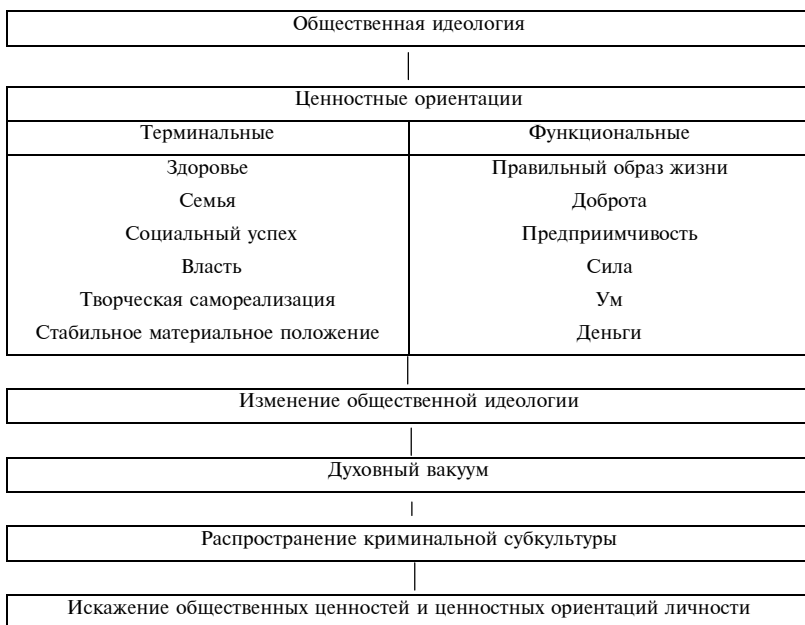 Общественная идеология
Ценностные ориентации
Терминальные Функциональные
Здоровье Правильный образ жизни
Семья Доброта
Социальный успех Предприимчивость
Власть Сила
Творческая самореализация Ум
Стабильное материальное положение Деньги
Изменение общественной идеологии
Духовный вакуум
Распространение криминальной субкультуры
Искажение общественных ценностей и ценностных ориентаций личности